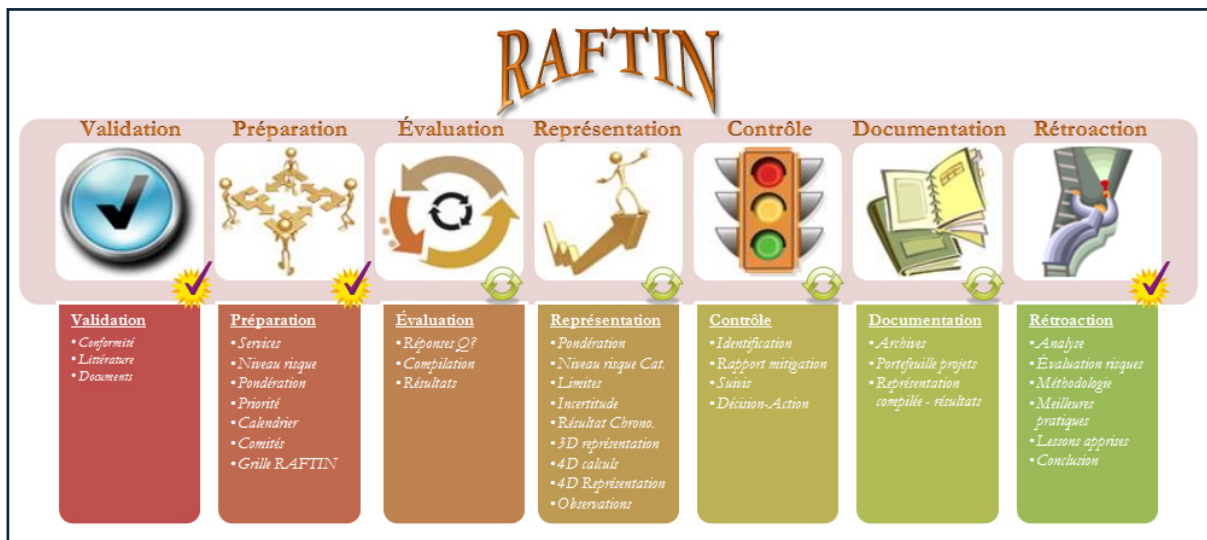 RAFTIN
Validation
Préparation
Évaluation
Représentation
Contrôle
Documentation
Rétroaction
Validation
• Conformité
• Littérature
• Documents
Préparation
• Services
• Niveau risque
• Pondération
• Priorité
• Calendrier
• Comités
• Grille RAFTIN
Évaluation
• Réponses Q?
• Compilation
• Résultats
Représentation
• Pondération
• Niveau risque Cat.
• Limites
• Incertitude
• Résultat Chrono.
• 3D représentation
• 4D calculs
• 4D Représentation
• Observations
Contrôle
• Identification
• Rapport mitigation
• Suivis
• Décision-Action
Documentation
• Archives
• Portefeuille projets
• Représentation
compilée - résultats
Rétroaction
• Analyse
• Évaluation risques
• Méthodologie
• Meilleures
pratiques
• Lessons apprises
• Conclusion